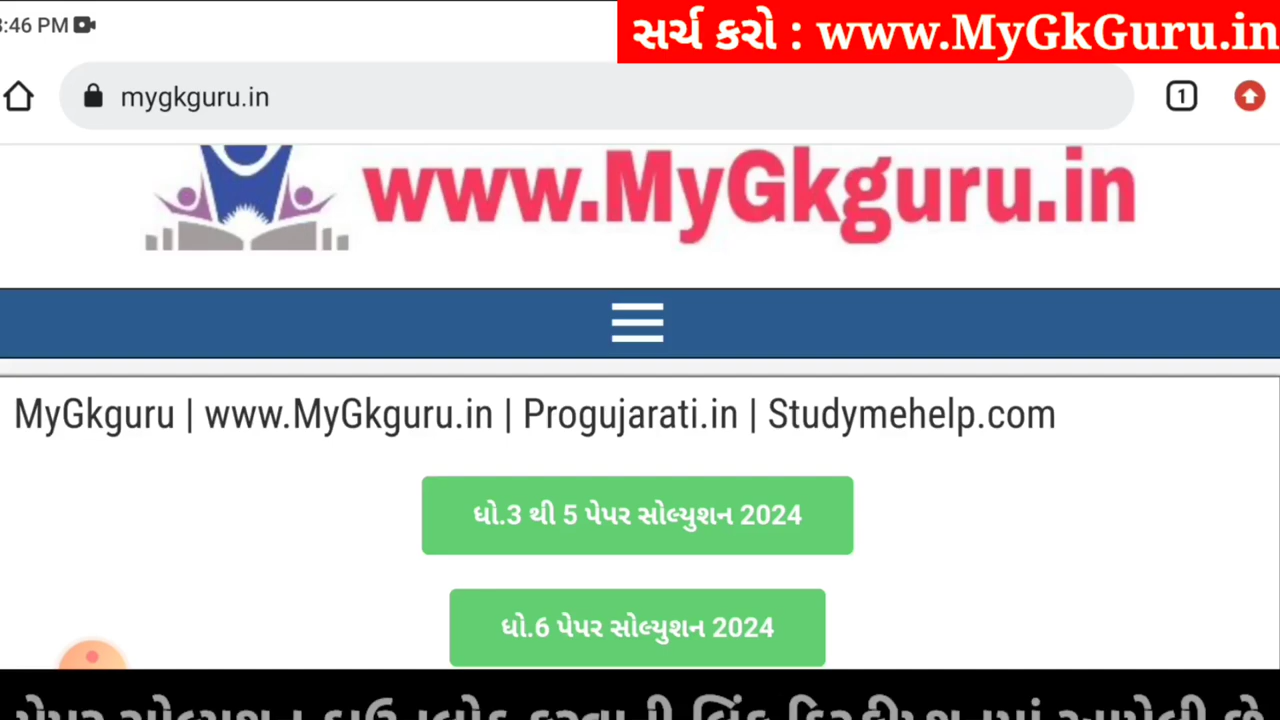 :46 PM
સર્ચ કરો : www.MyGkGuru.in
mygkguru.in
1
www.MyGkguru.in
MyGkguru | www.MyGkguru.in | Progujarati.in | Studymehelp.com
ધો.3 થી 5 પેપર સોલ્યુશન 2024
ધો.6 પેપર સોલ્યુશન 2024